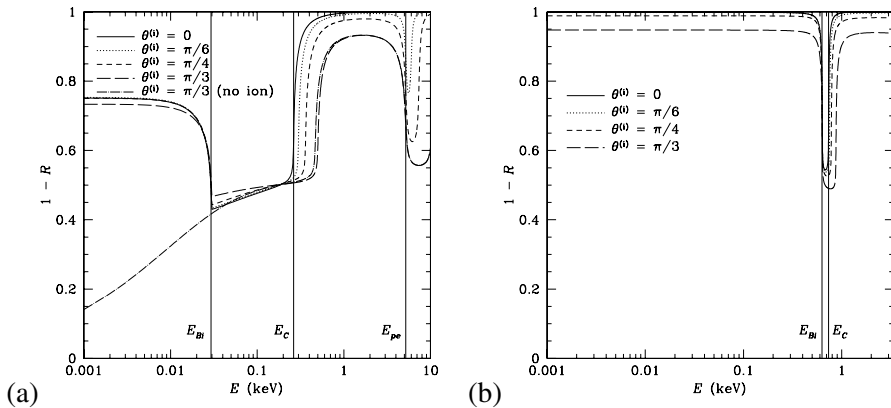 1
0.8
0.6
0.4
0.2
0
1 − R
θ⁽ⁱ⁾ = 0
θ⁽ⁱ⁾ = π/6
θ⁽ⁱ⁾ = π/4
θ⁽ⁱ⁾ = π/3
θ⁽ⁱ⁾ = π/3 (no ion)
E_Bi
E_C
E_pe
0.001
0.01
0.1
1
10
E (keV)
(a)
1
0.8
0.6
0.4
0.2
0
1 − R
θ⁽ⁱ⁾ = 0
θ⁽ⁱ⁾ = π/6
θ⁽ⁱ⁾ = π/4
θ⁽ⁱ⁾ = π/3
E_Bi
E_C
0.001
0.01
0.1
1
E (keV)
(b)